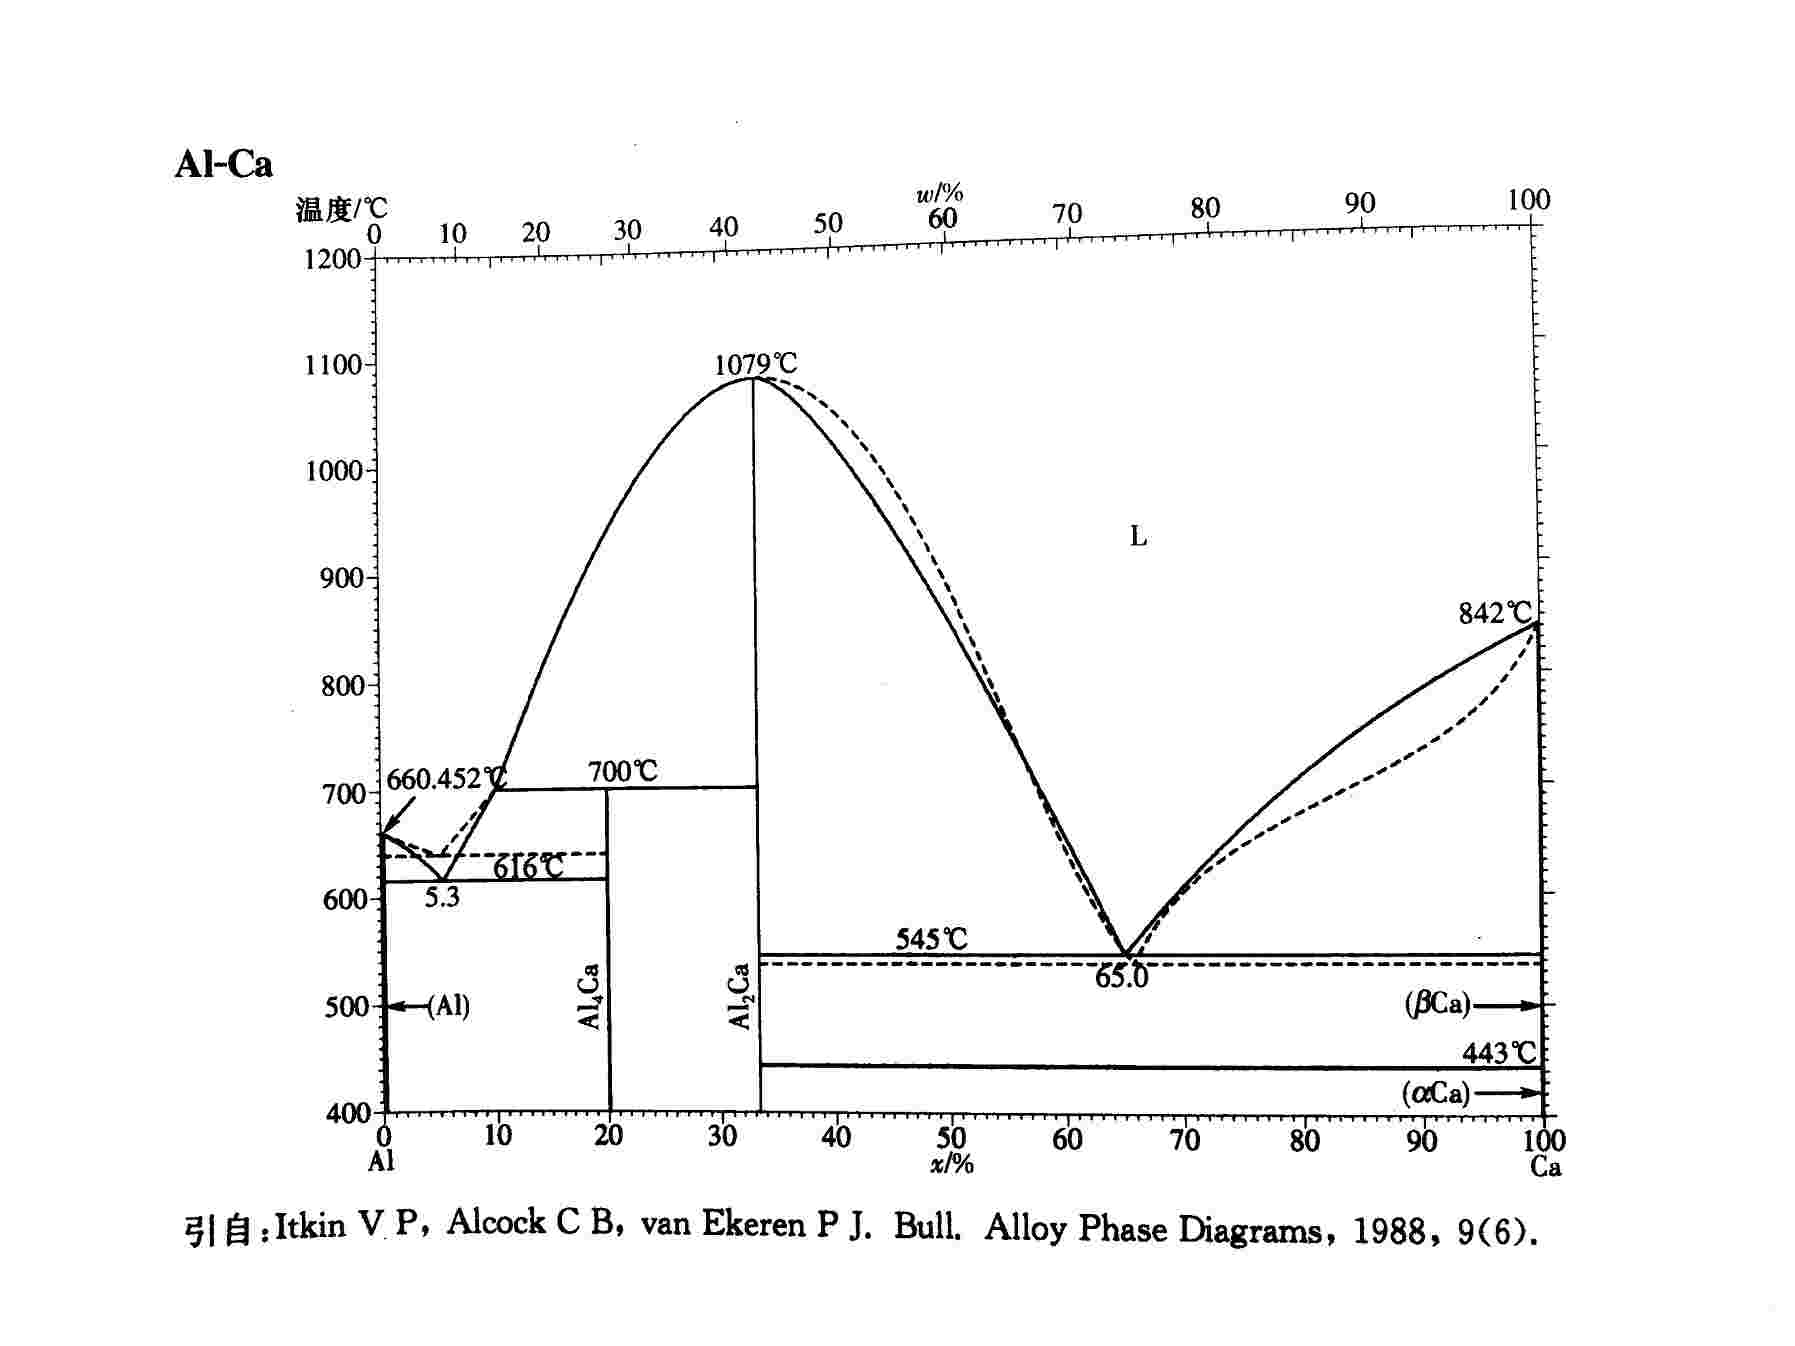 Al-Ca
温度/℃
w/%
0 10 20 30 40 50 60 70 80 90 100
1200
1100
1079℃
1000
L
900
842℃
800
660.452℃
700℃
700
616℃
600
5.3
545℃
65.0
500
(Al)
Al₄Ca
Al₂Ca
(βCa)
443℃
(αCa)
400
0 10 20 30 40 50 60 70 80 90 100
Al
x/%
Ca
引自:Itkin V P, Alcock C B, van Ekeren P J. Bull. Alloy Phase Diagrams, 1988, 9(6).